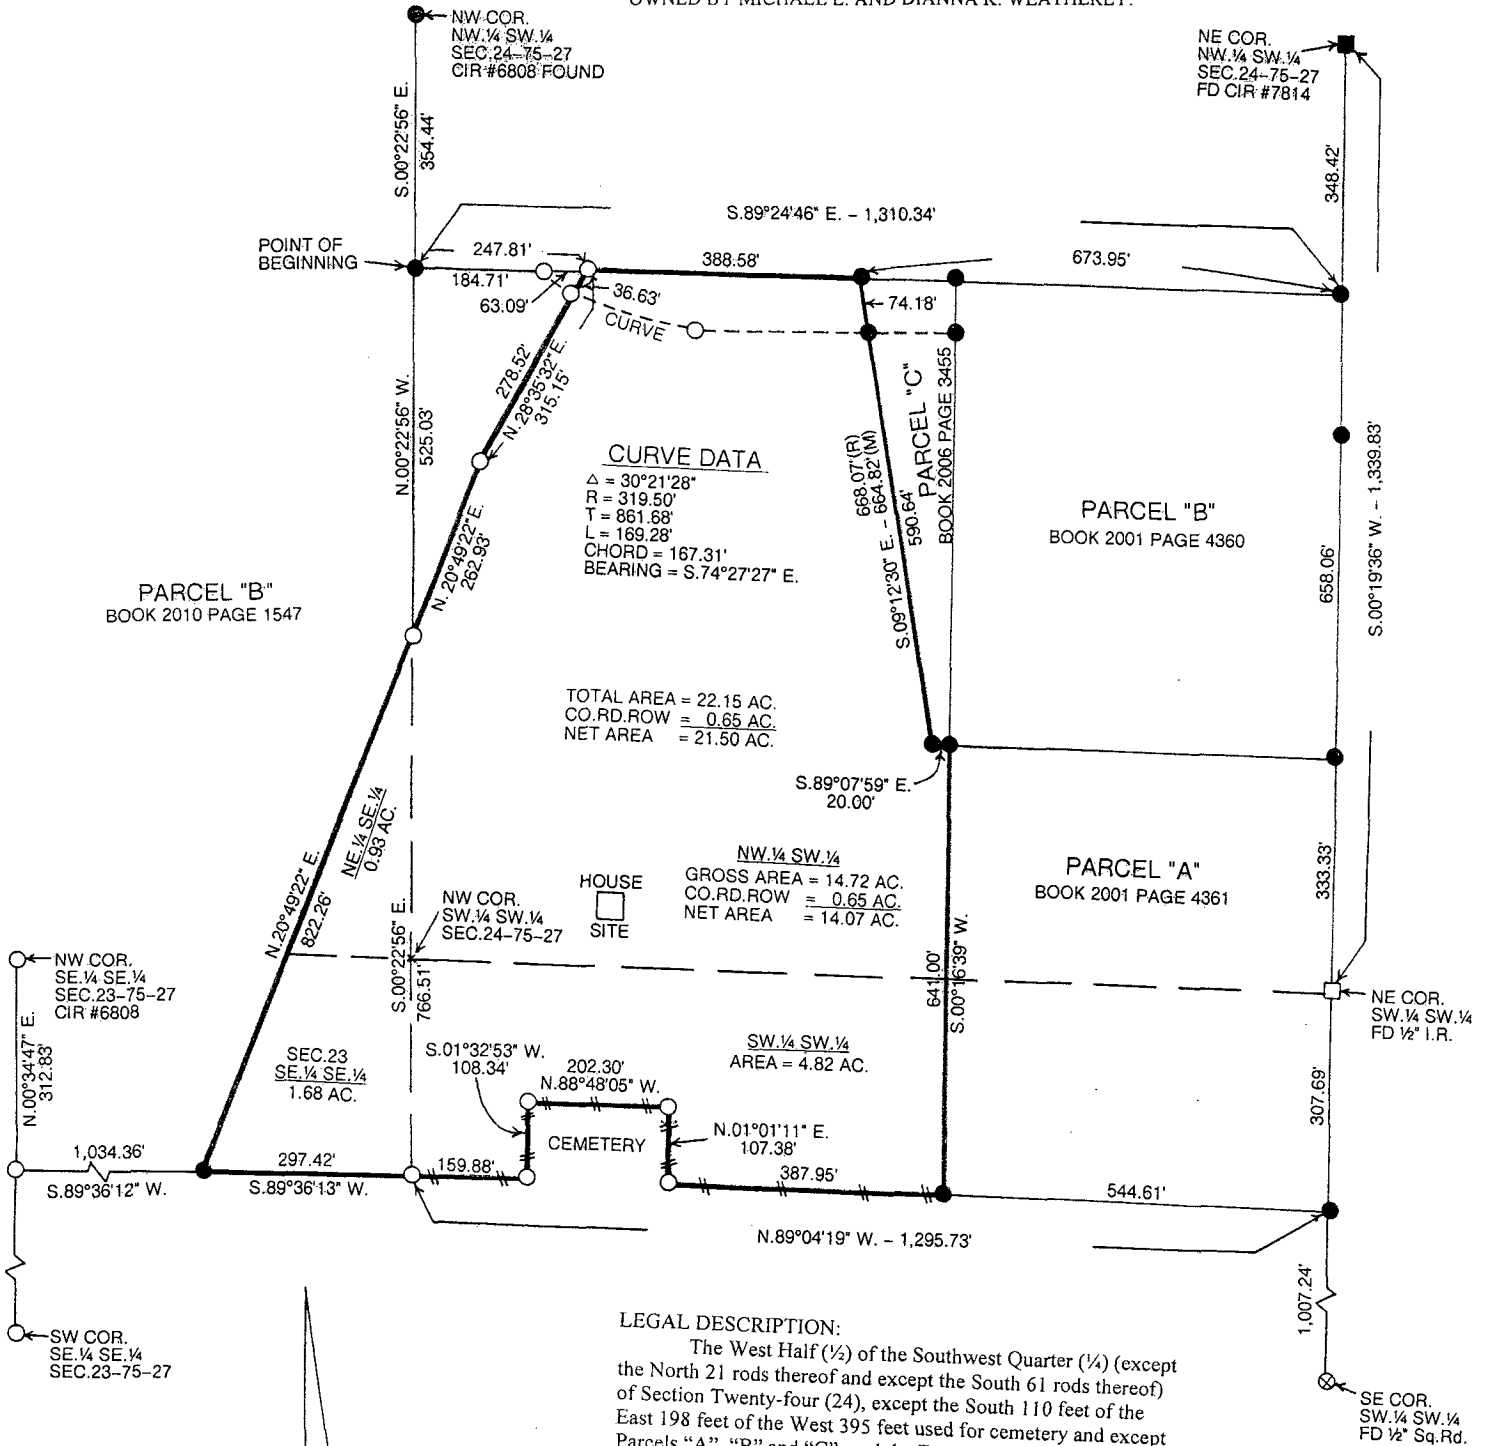 OWNED BY MICHAEL E. AND DIANNA K. WEATHERLY.
NW COR.
NW.¼ SW.¼
SEC.24-75-27
CIR #6808 FOUND
NE COR.
NW.¼ SW.¼
SEC.24-75-27
FD CIR #7814
S.00°22'56" E.
354.44'
348.42'
S.89°24'46" E. - 1,310.34'
POINT OF
BEGINNING
247.81'
388.58'
673.95'
184.71'
63.09'
36.63'
74.18'
CURVE
278.52'
N.28°35'32" E.
315.15'
N.00°22'56" W.
525.03'
PARCEL "C"
BOOK 2006 PAGE 3455
668.07'(R)
S.09°12'30" E. - 664.82'(M)
590.64'
CURVE DATA
△ = 30°21'28"
R = 319.50'
T = 861.68'
L = 169.28'
CHORD = 167.31'
BEARING = S.74°27'27" E.
N. 20°49'22" E.
262.93'
PARCEL "B"
BOOK 2001 PAGE 4360
658.06'
S.00°19'36" W. - 1,339.83'
PARCEL "B"
BOOK 2010 PAGE 1547
TOTAL AREA = 22.15 AC.
CO.RD.ROW = 0.65 AC.
NET AREA = 21.50 AC.
S.89°07'59" E.
20.00'
NE.¼ SE.¼
0.93 AC.
N.20°49'22" E.
822.26'
NW.¼ SW.¼
GROSS AREA = 14.72 AC.
CO.RD.ROW = 0.65 AC.
NET AREA = 14.07 AC.
PARCEL "A"
BOOK 2001 PAGE 4361
333.33'
HOUSE
SITE
NW COR.
SW.¼ SW.¼
SEC.24-75-27
S.00°22'56" E.
766.51'
641.00'
S.00°16'39" W.
NW COR.
SE.¼ SE.¼
SEC.23-75-27
CIR #6808
NE COR.
SW.¼ SW.¼
FD ½" I.R.
N.00°34'47" E.
312.83'
SEC.23
SE.¼ SE.¼
1.68 AC.
S.01°32'53" W.
108.34'
202.30'
N.88°48'05" W.
SW.¼ SW.¼
AREA = 4.82 AC.
307.69'
CEMETERY
N.01°01'11" E.
107.38'
1,034.36'
S.89°36'12" W.
297.42'
S.89°36'13" W.
159.88'
387.95'
544.61'
N.89°04'19" W. - 1,295.73'
1,007.24'
SW COR.
SE.¼ SE.¼
SEC.23-75-27
SE COR.
SW.¼ SW.¼
FD ½" Sq.Rd.
LEGAL DESCRIPTION:
The West Half (½) of the Southwest Quarter (¼) (except
the North 21 rods thereof and except the South 61 rods thereof)
of Section Twenty-four (24), except the South 110 feet of the
East 198 feet of the West 395 feet used for cemetery and except
Parcels "A", "B" and "C"